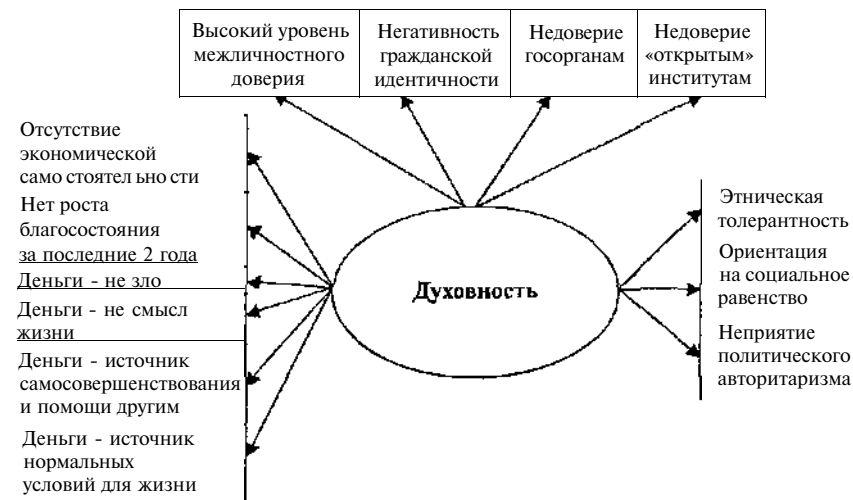 Высокий уровень
межличностного
доверия
Негативность
гражданской
идентичности
Недоверие
госорганам
Недоверие
«открытым»
институтам
Отсутствие
экономической
само стоятел ьно сти
Нет роста
благосостояния
за последние 2 года
Деньги - не зло
Деньги - не смысл
жизни
Деньги - источник
самосовершенствования
и помощи другим
Деньги - источник
нормальных
условий для жизни
Духовность
Этническая
толерантность
Ориентация
на социальное
равенство
Неприятие
политического
авторитаризма